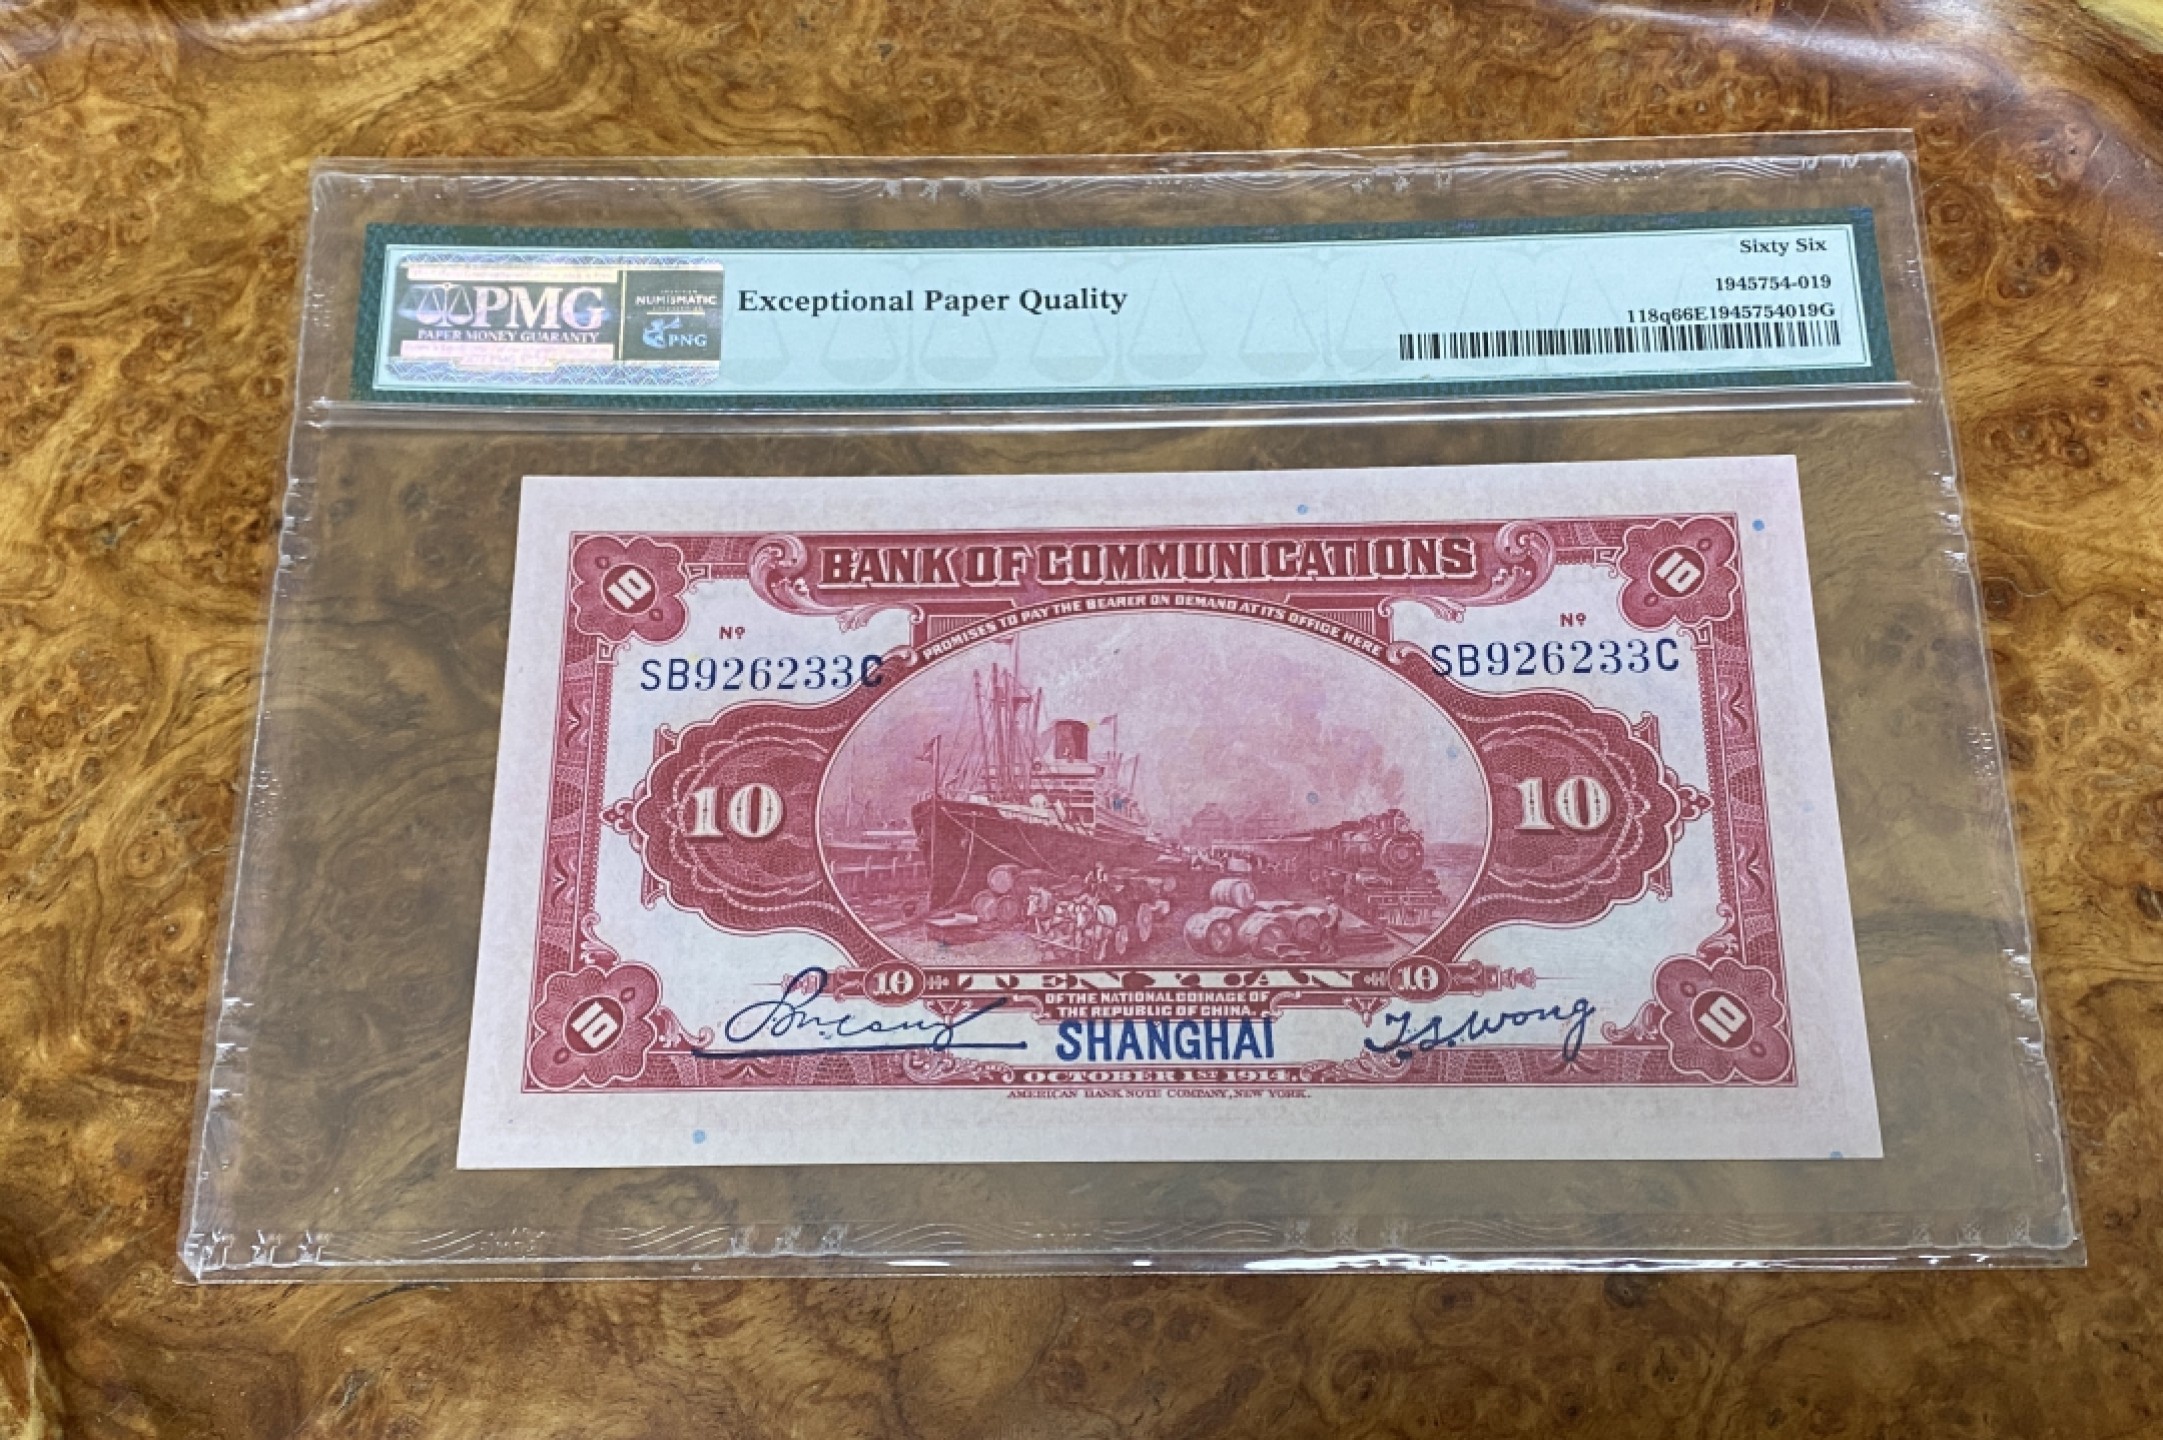 Sixty Six
1945754-019
118q66E1945754019G
PMG
PAPER MONEY GUARANTY
NUMISMATIC
PNG
Exceptional Paper Quality
BANK OF COMMUNICATIONS
PROMISES TO PAY THE BEARER ON DEMAND AT ITS OFFICE HERE
10 10
Nº Nº
SB926233C SB926233C
10 10
10 TEN YUAN 10
OF THE NATIONAL COINAGE OF
THE REPUBLIC OF CHINA.
SHANGHAI
T.S. Wong
10 10
OCTOBER 1ST 1914.
AMERICAN BANK NOTE COMPANY, NEW YORK.